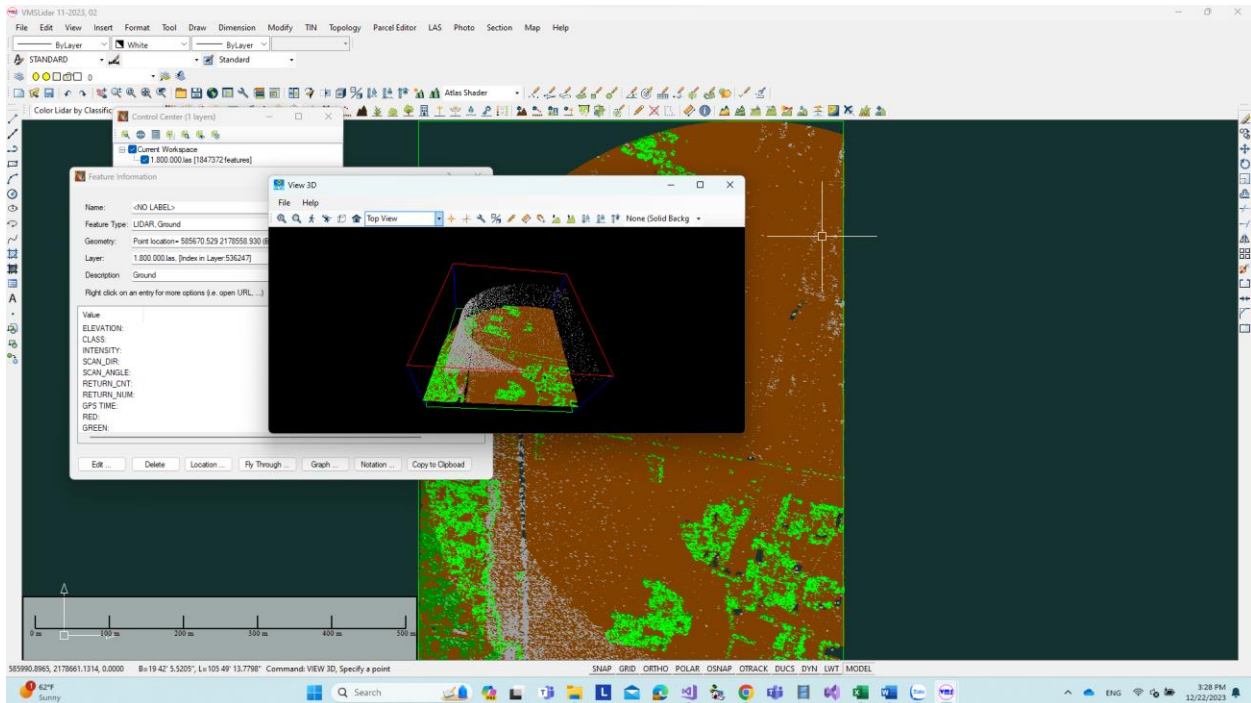 VMSLidar 11-2023, 02
File Edit View Insert Format Tool Draw Dimension Modify TIN Topology Parcel Editor LAS Photo Section Map Help
ByLayer White ByLayer
STANDARD Standard
0
Atlas Shader
Color Lidar by Classific
Control Center (1 layers)
Current Workspace
1.800.000.las [1847372 features]
Feature Information
Name: <NO LABEL>
Feature Type: LIDAR, Ground
Geometry: Point location= 585670.529 2178558.930
Layer: 1.800.000.las, [Index in Layer:536247]
Description Ground
Right click on an entry for more options (i.e. open URL, ...)
Value
ELEVATION:
CLASS:
INTENSITY:
SCAN_DIR:
SCAN_ANGLE:
RETURN_CNT:
RETURN_NUM:
GPS TIME:
RED:
GREEN:
Edit ... Delete Location ... Fly Through ... Graph ... Notation ... Copy to Clipboad
View 3D
File Help
Top View None (Solid Backg
0 m 100 m 200 m 300 m 400 m 500 m
585990.8965, 2178661.1314, 0.0000 B= 19 42' 5.5205", L= 105 49' 13.7798" Command: VIEW 3D, Specify a point SNAP GRID ORTHO POLAR OSNAP OTRACK DUCS DYN LWT MODEL
1
62°F
Sunny
Search
Zalo
VMS
ENG
3:28 PM
12/22/2023